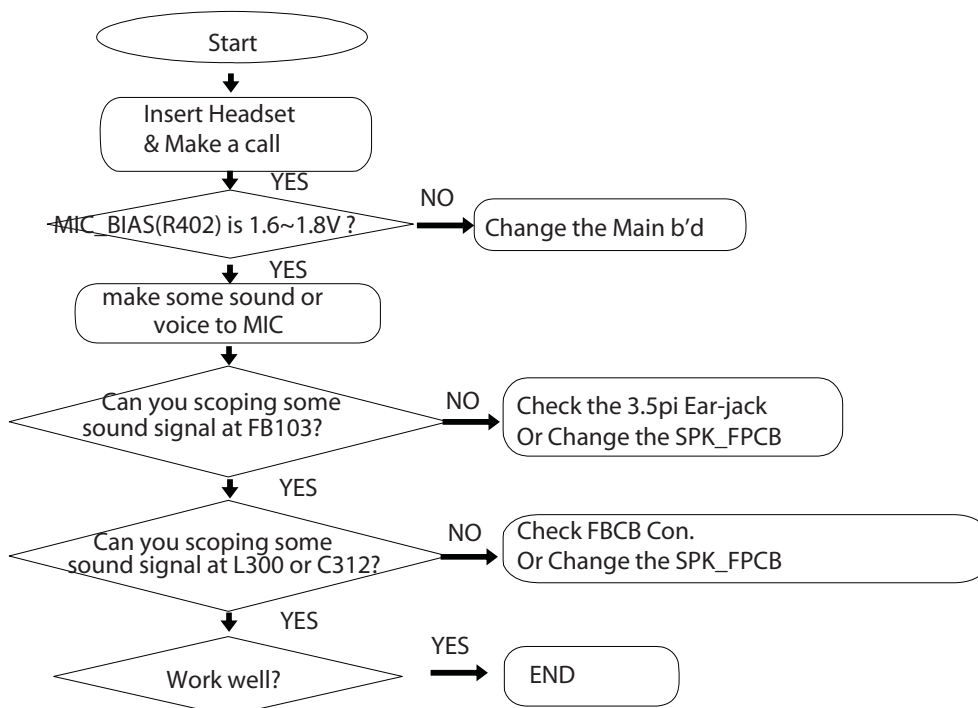 Start
Insert Headset
& Make a call
YES
MIC_BIAS(R402) is 1.6~1.8V ?
NO
Change the Main b’d
YES
make some sound or
voice to MIC
Can you scoping some
sound signal at FB103?
NO
Check the 3.5pi Ear-jack
Or Change the SPK_FPCB
YES
Can you scoping some
sound signal at L300 or C312?
NO
Check FBCB Con.
Or Change the SPK_FPCB
YES
Work well?
YES
END